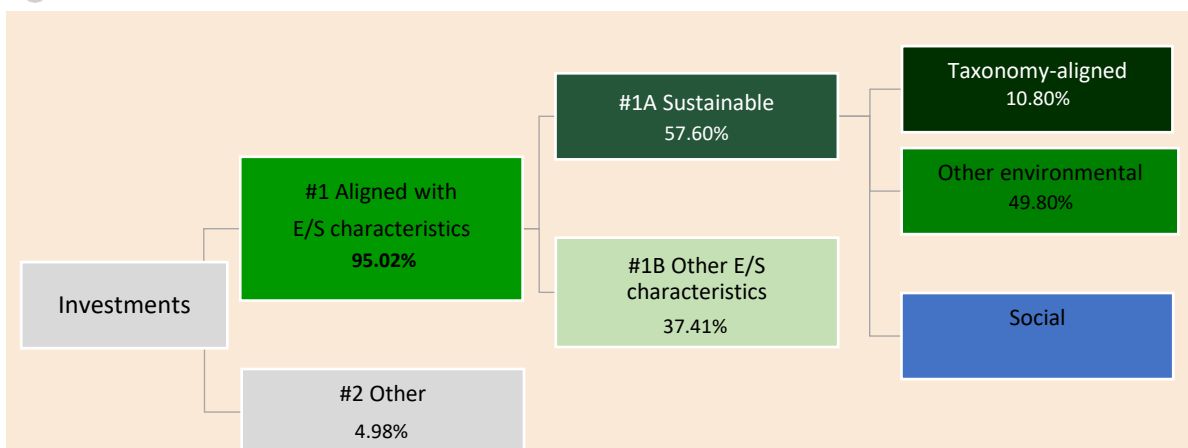 Investments
#1 Aligned with
E/S characteristics
95.02%
#2 Other
4.98%
#1A Sustainable
57.60%
#1B Other E/S
characteristics
37.41%
Taxonomy-aligned
10.80%
Other environmental
49.80%
Social